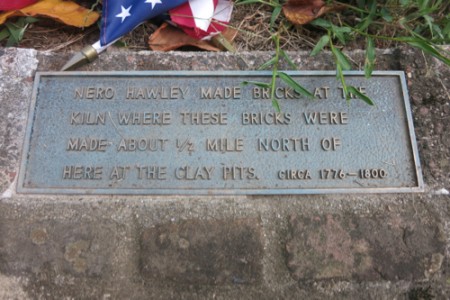 NERO HAWLEY MADE BRICKS AT THE
KILN WHERE THESE BRICKS WERE
MADE ABOUT ½ MILE NORTH OF
HERE AT THE CLAY PITS. CIRCA 1776-1800